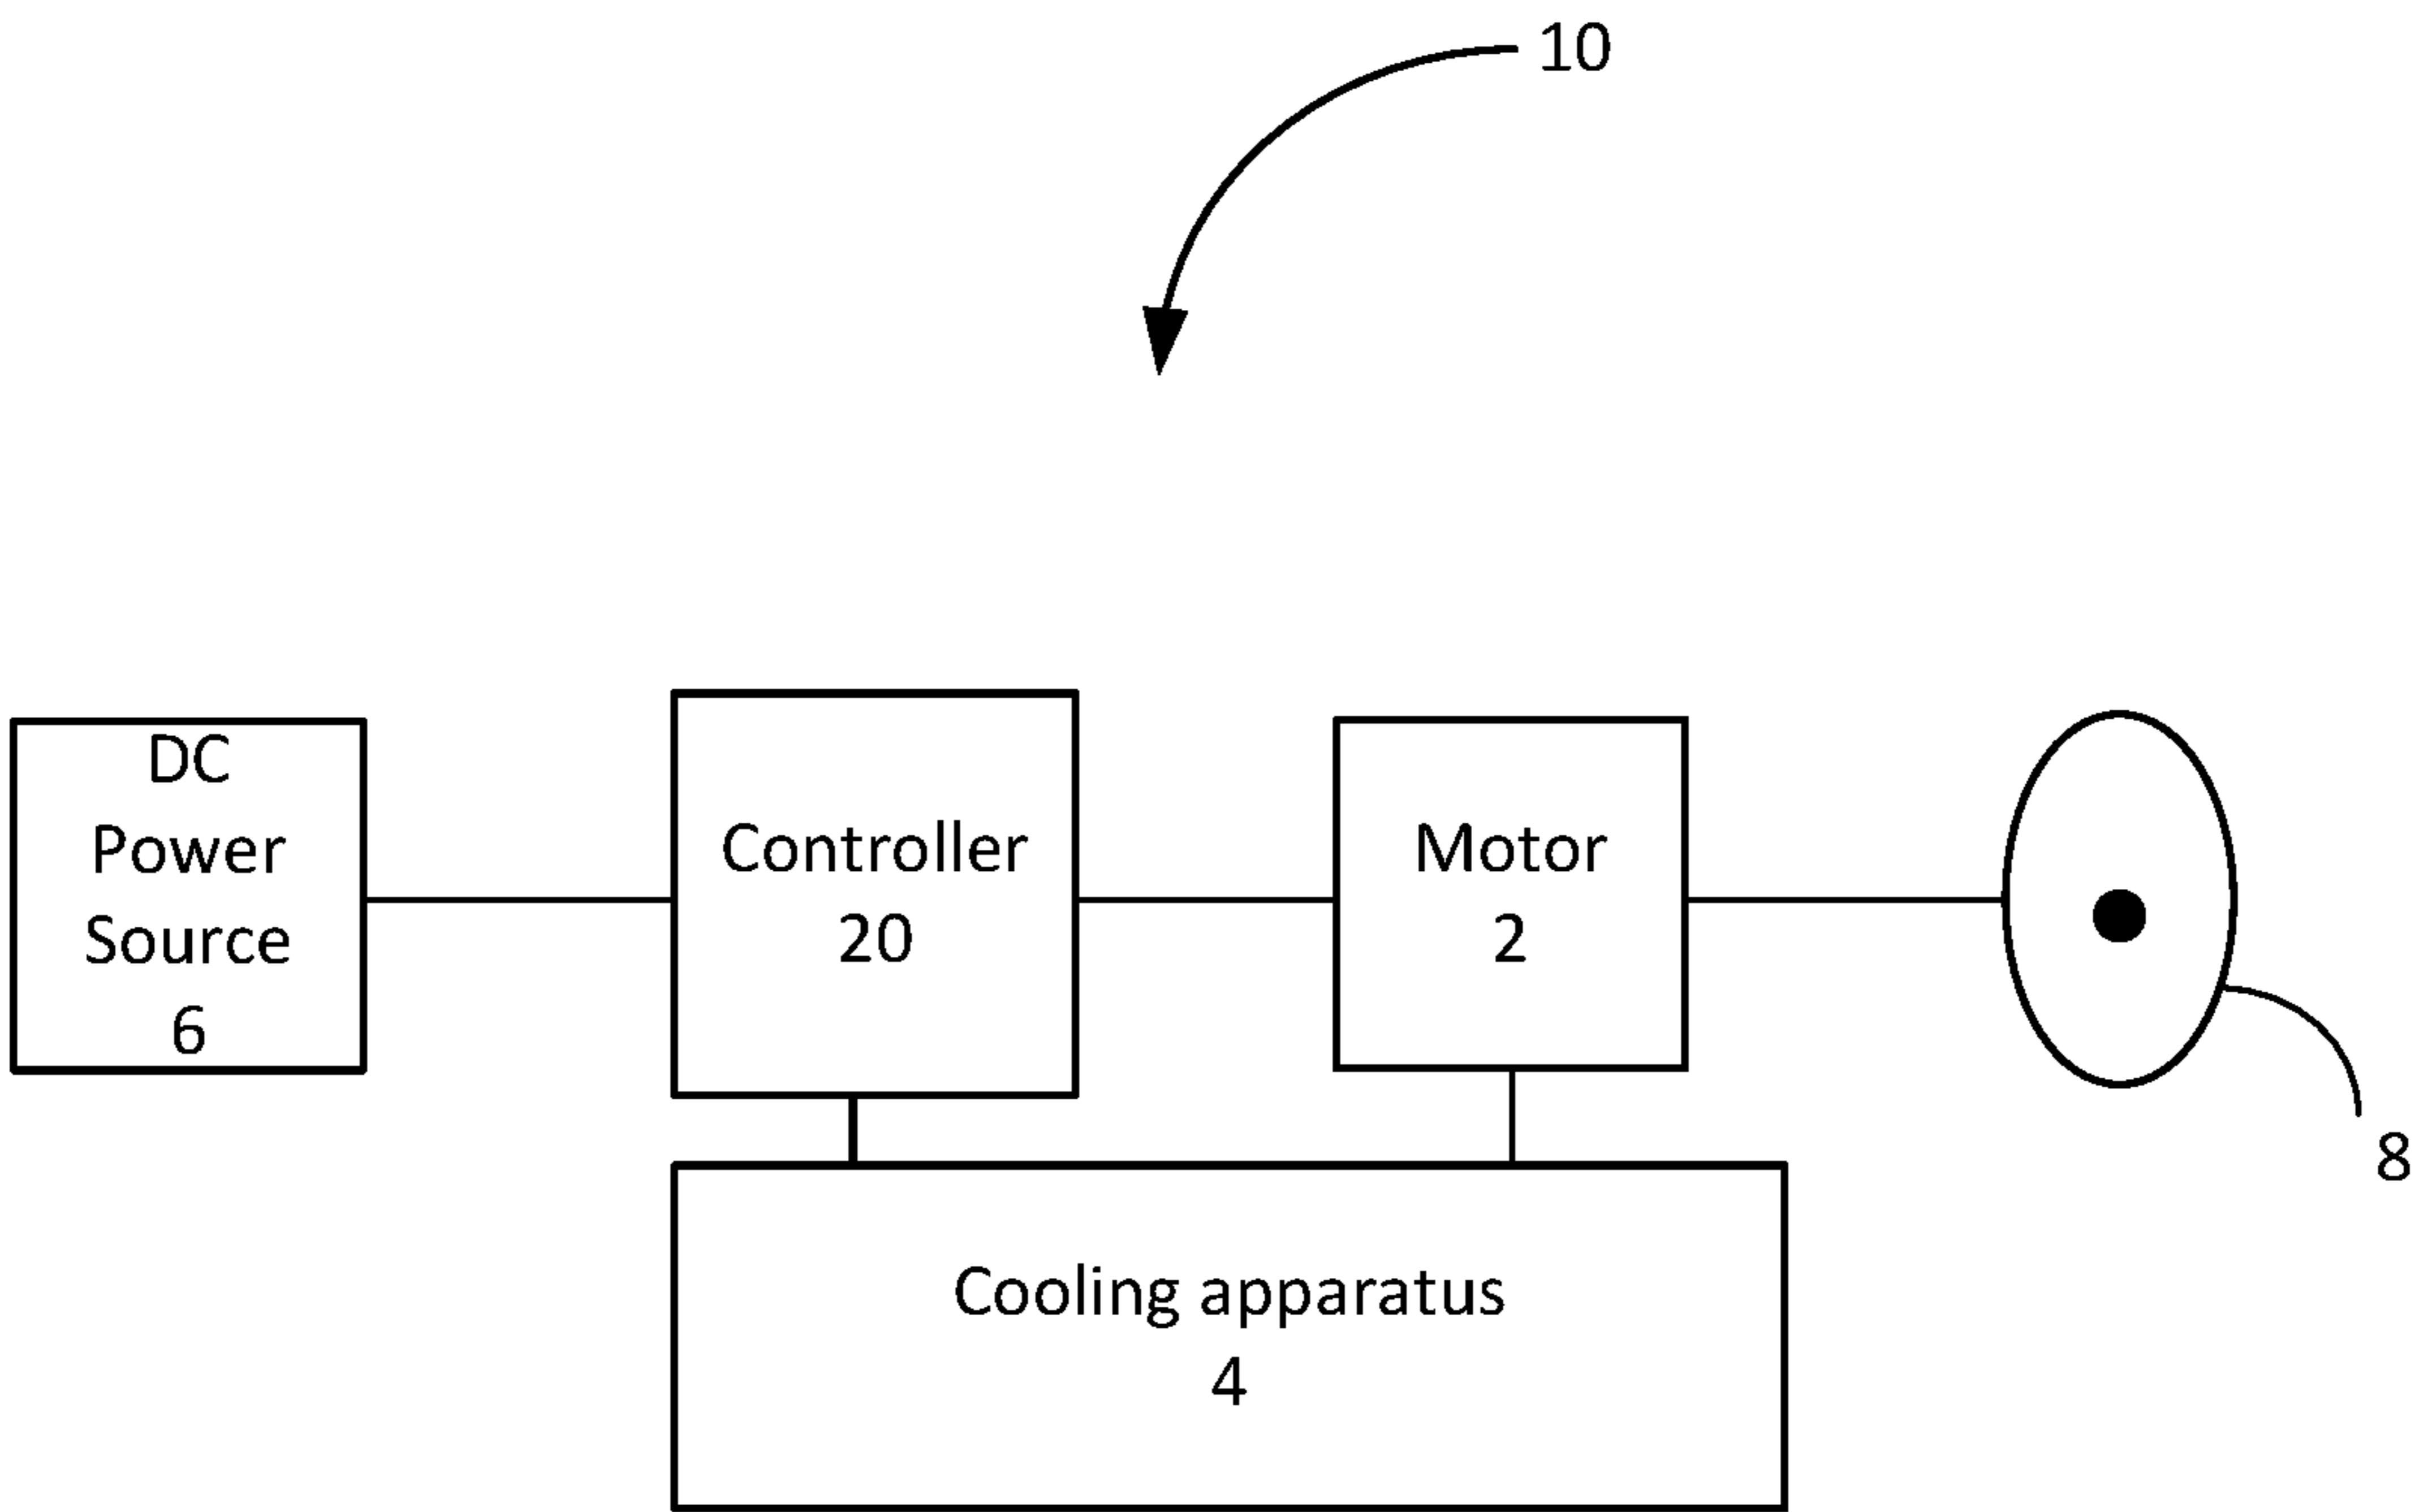 10
DC
Power
Source
6
Controller
20
Motor
2
8
Cooling apparatus
4